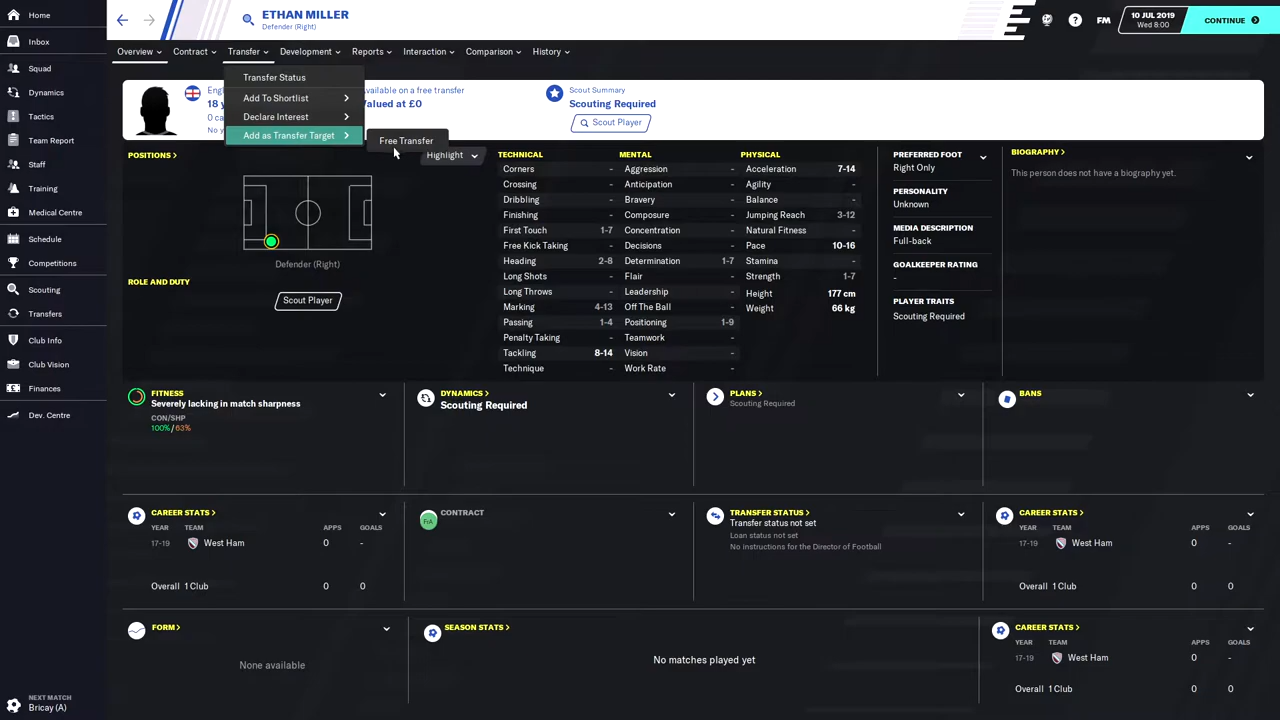 Home
Inbox
Squad
Dynamics
Tactics
Team Report
Staff
Training
Medical Centre
Schedule
Competitions
Scouting
Transfers
Club Info
Club Vision
Finances
Dev. Centre
NEXT MATCH
Bricay (A)
ETHAN MILLER
Defender (Right)
FM
10 JUL 2019
Wed 8:00
CONTINUE
Overview
Contract
Transfer
Development
Reports
Interaction
Comparison
History
Transfer Status
Add To Shortlist
Declare Interest
Add as Transfer Target
Free Transfer
18 y
0 ca
No y
vailable on a free transfer
alued at £0
Scout Summary
Scouting Required
Scout Player
POSITIONS
Highlight
Defender (Right)
ROLE AND DUTY
Scout Player
TECHNICAL
Corners -
Crossing -
Dribbling -
Finishing -
First Touch 1-7
Free Kick Taking -
Heading 2-8
Long Shots -
Long Throws -
Marking 4-13
Passing 1-4
Penalty Taking -
Tackling 8-14
Technique -
MENTAL
Aggression -
Anticipation -
Bravery -
Composure -
Concentration -
Decisions -
Determination 1-7
Flair -
Leadership -
Off The Ball -
Positioning 1-9
Teamwork -
Vision -
Work Rate -
PHYSICAL
Acceleration 7-14
Agility -
Balance -
Jumping Reach 3-12
Natural Fitness -
Pace 10-16
Stamina -
Strength 1-7
Height 177 cm
Weight 66 kg
PREFERRED FOOT
Right Only
PERSONALITY
Unknown
MEDIA DESCRIPTION
Full-back
GOALKEEPER RATING
-
PLAYER TRAITS
Scouting Required
BIOGRAPHY
This person does not have a biography yet.
FITNESS
Severely lacking in match sharpness
CON/SHP
100%/63%
DYNAMICS
Scouting Required
PLANS
Scouting Required
BANS
CAREER STATS
YEAR TEAM APPS GOALS
17-19 West Ham 0 -
Overall 1 Club 0 0
CONTRACT
FrA
TRANSFER STATUS
Transfer status not set
Loan status not set
No instructions for the Director of Football
CAREER STATS
YEAR TEAM APPS GOALS
17-19 West Ham 0 -
Overall 1 Club 0 0
FORM
None available
SEASON STATS
No matches played yet
CAREER STATS
YEAR TEAM APPS GOALS
17-19 West Ham 0 -
Overall 1 Club 0 0